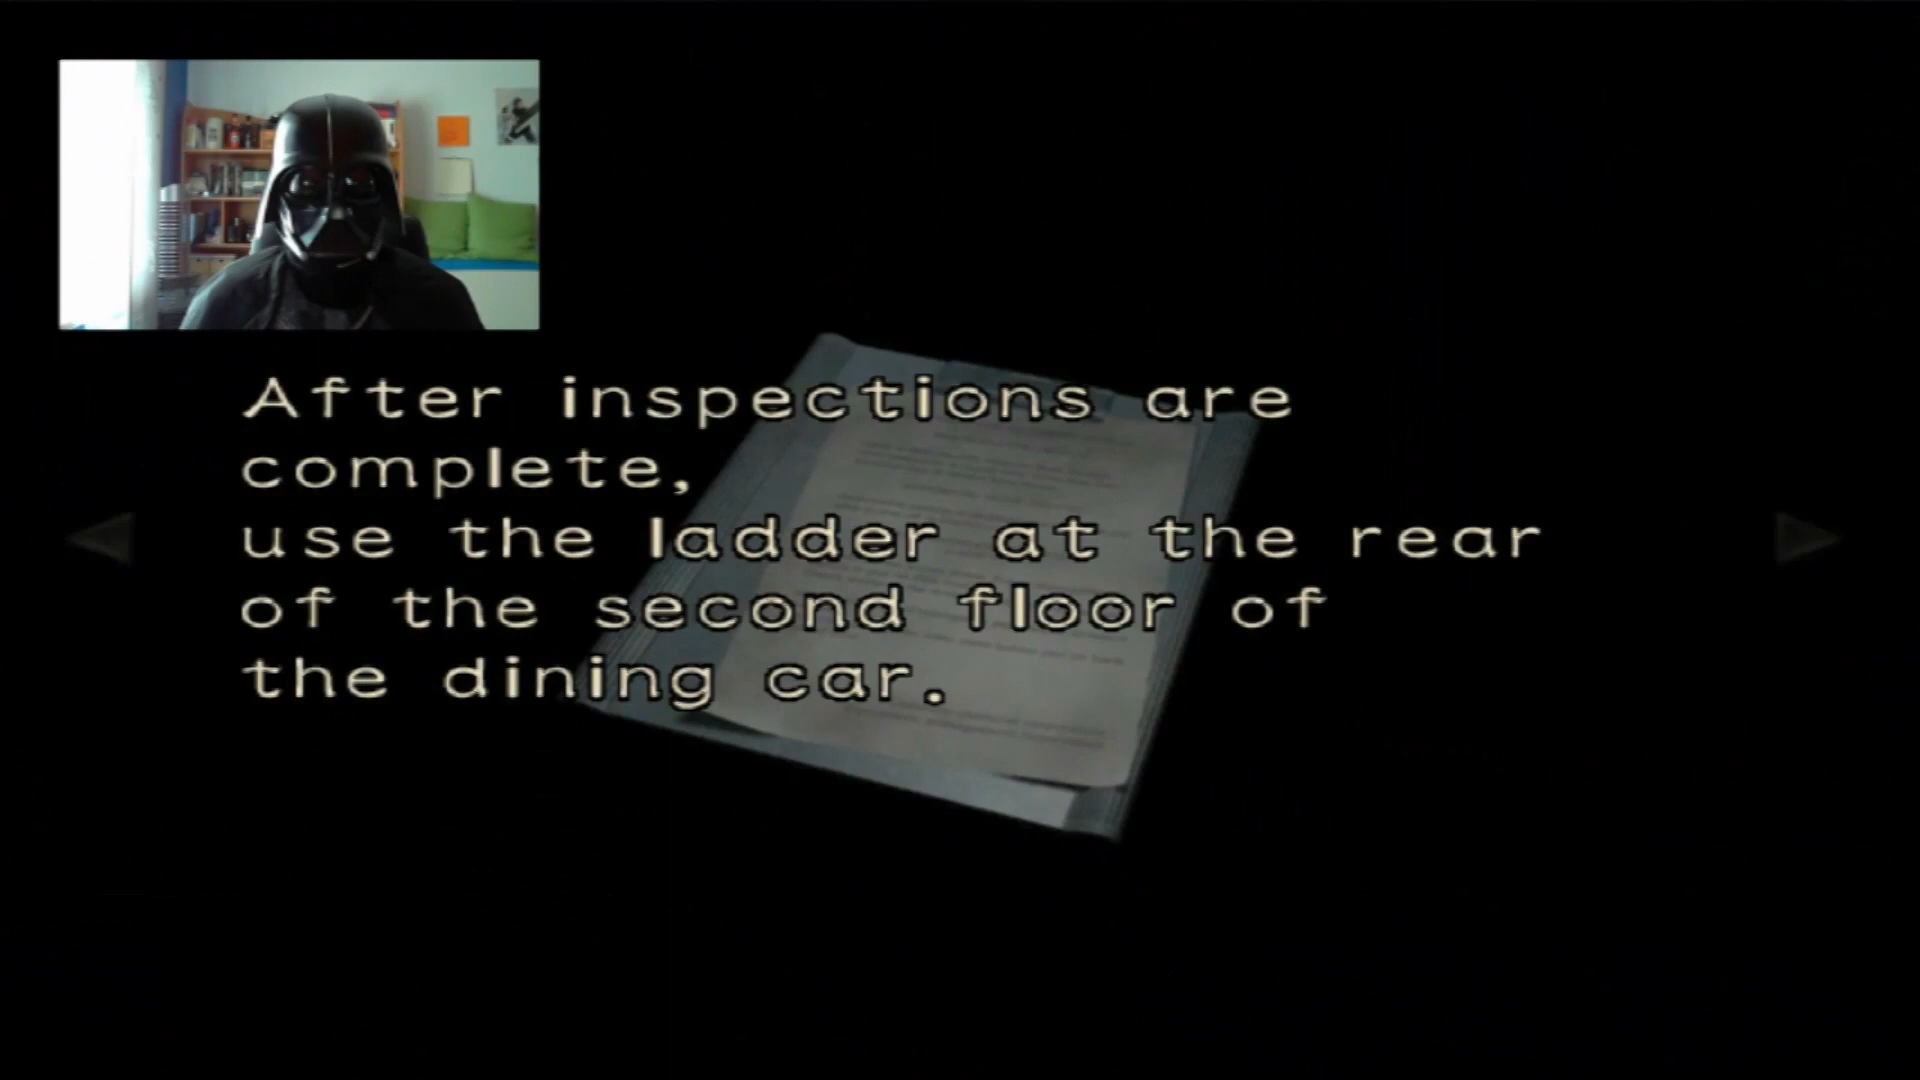 After inspections are
complete,
use the ladder at the rear
of the second floor of
the dining car.